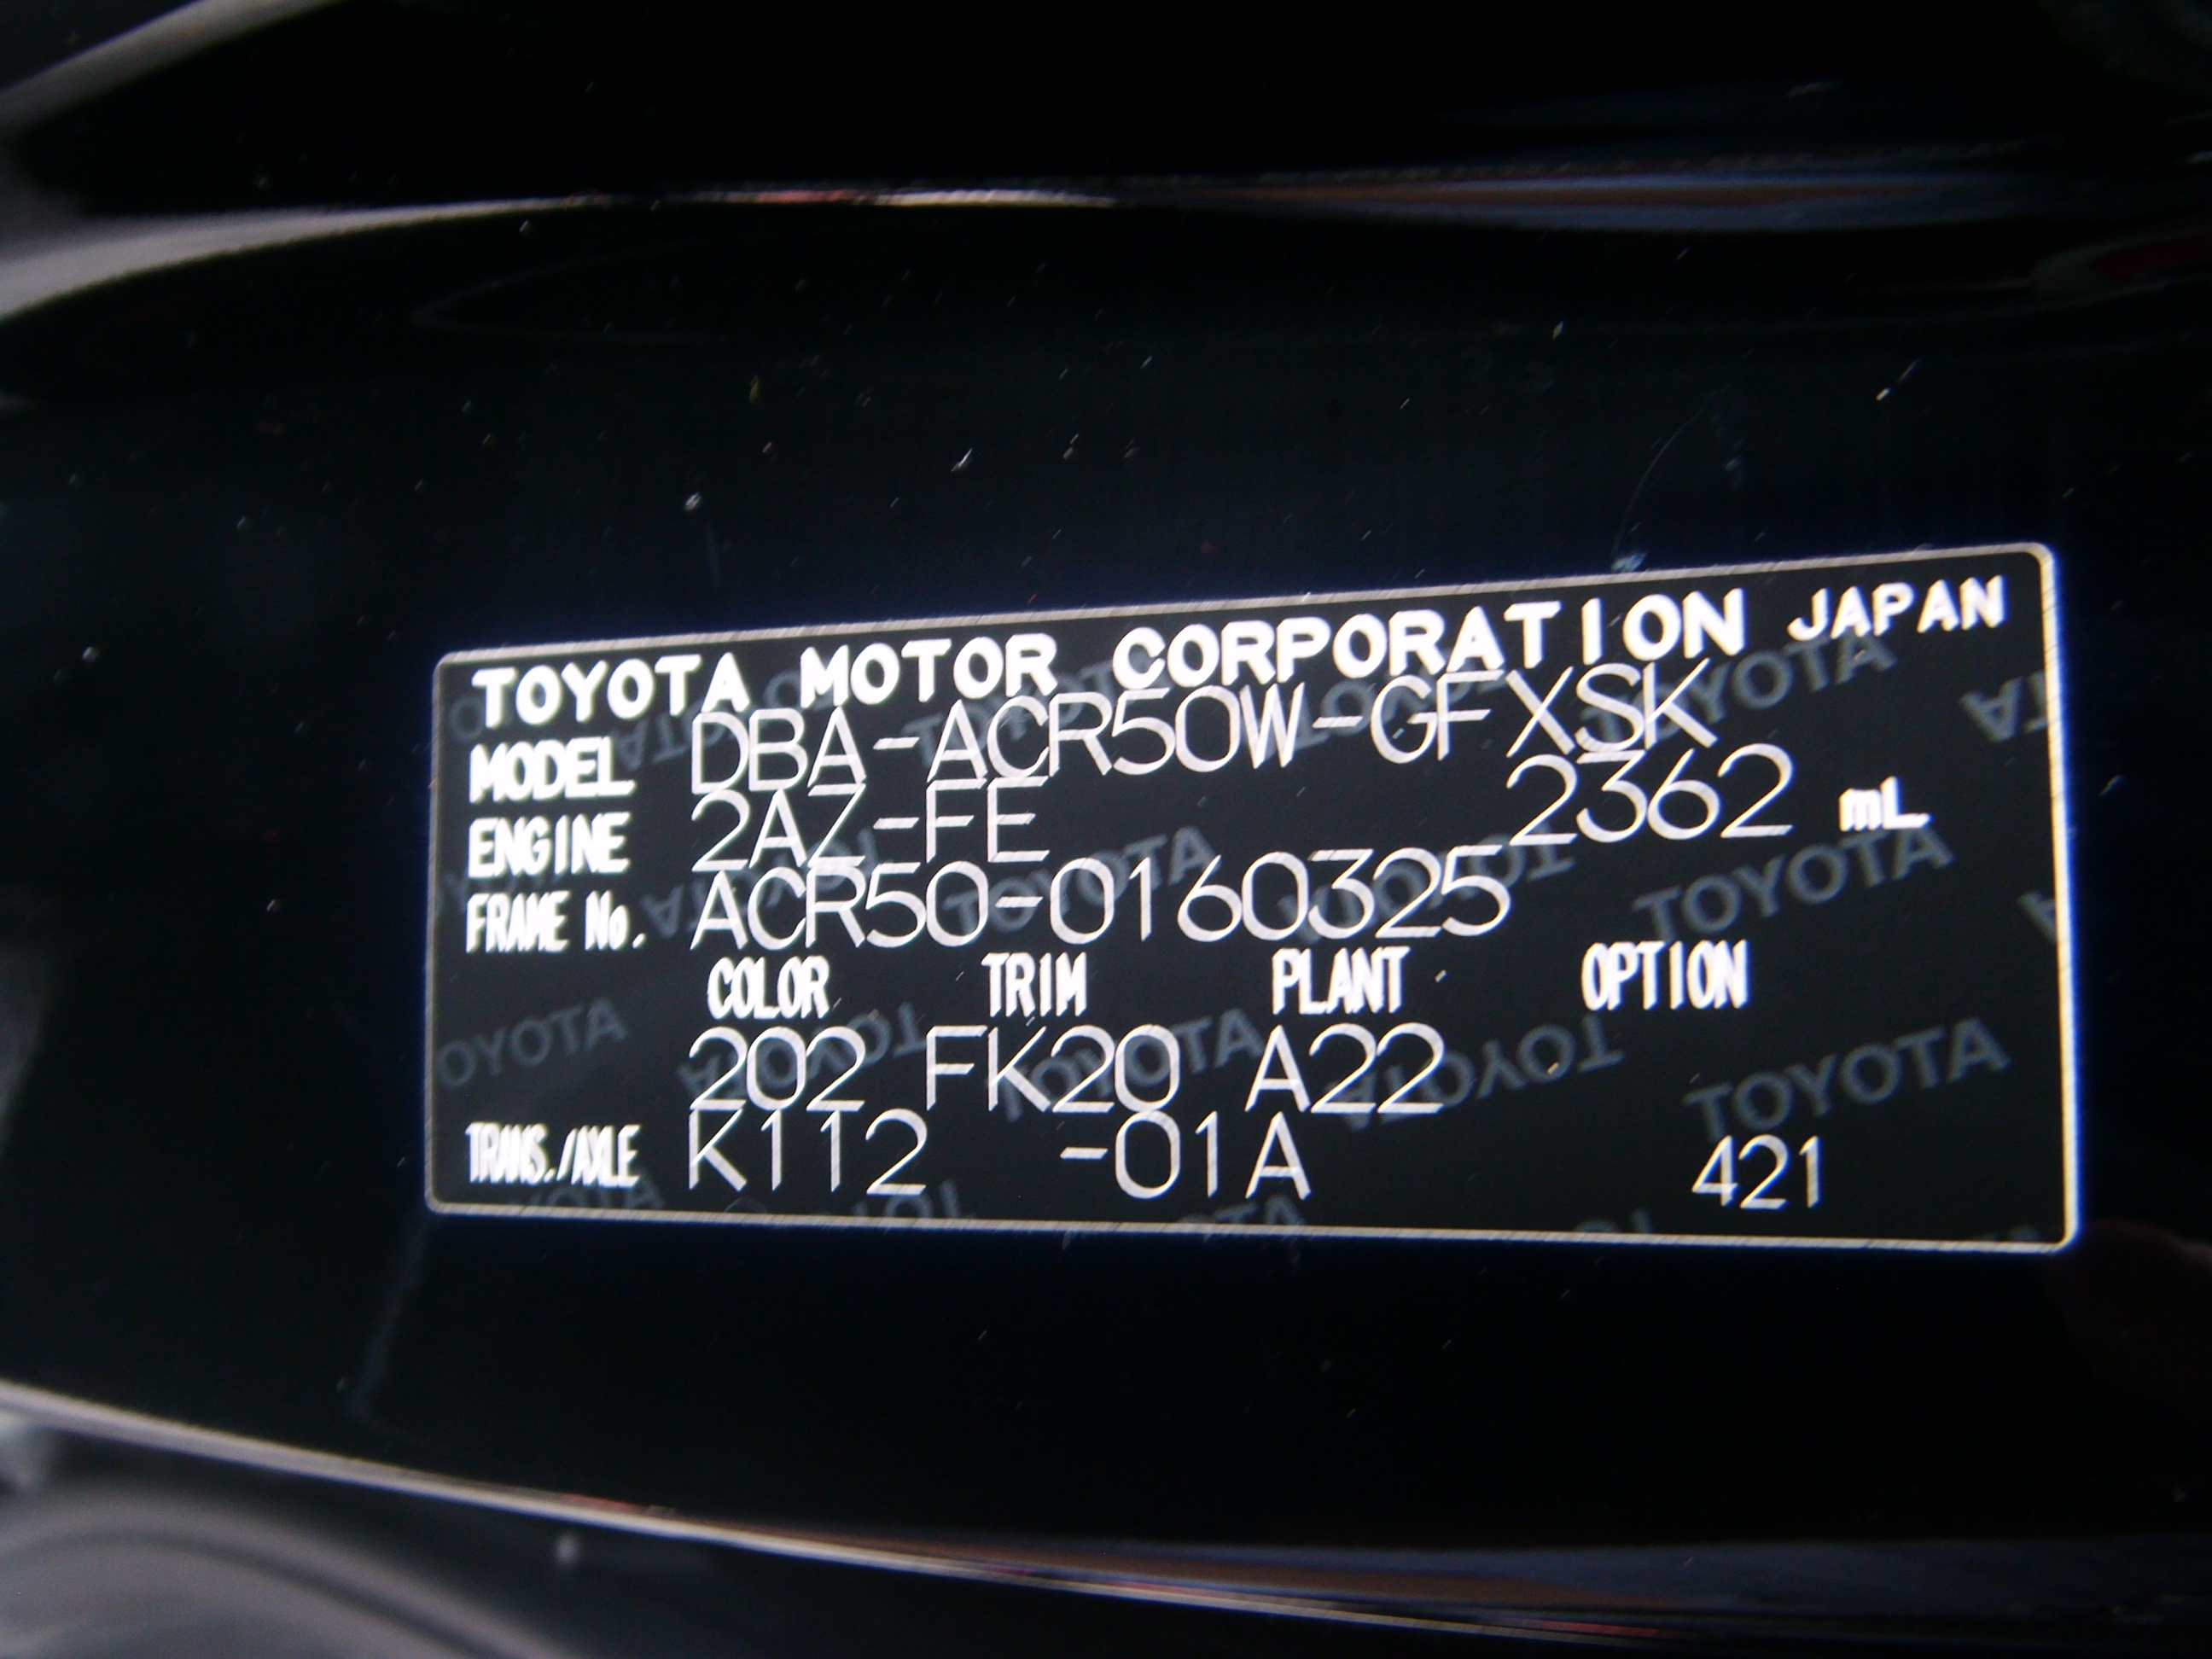 TOYOTA MOTOR CORPORATION JAPAN
MODEL DBA-ACR50W-GFXSK
ENGINE 2AZ-FE 2362 mL
FRAME No. ACR50-0160325
COLOR TRIM PLANT OPTION
202 FK20 A22
TRANS./AXLE K112 -01A 421